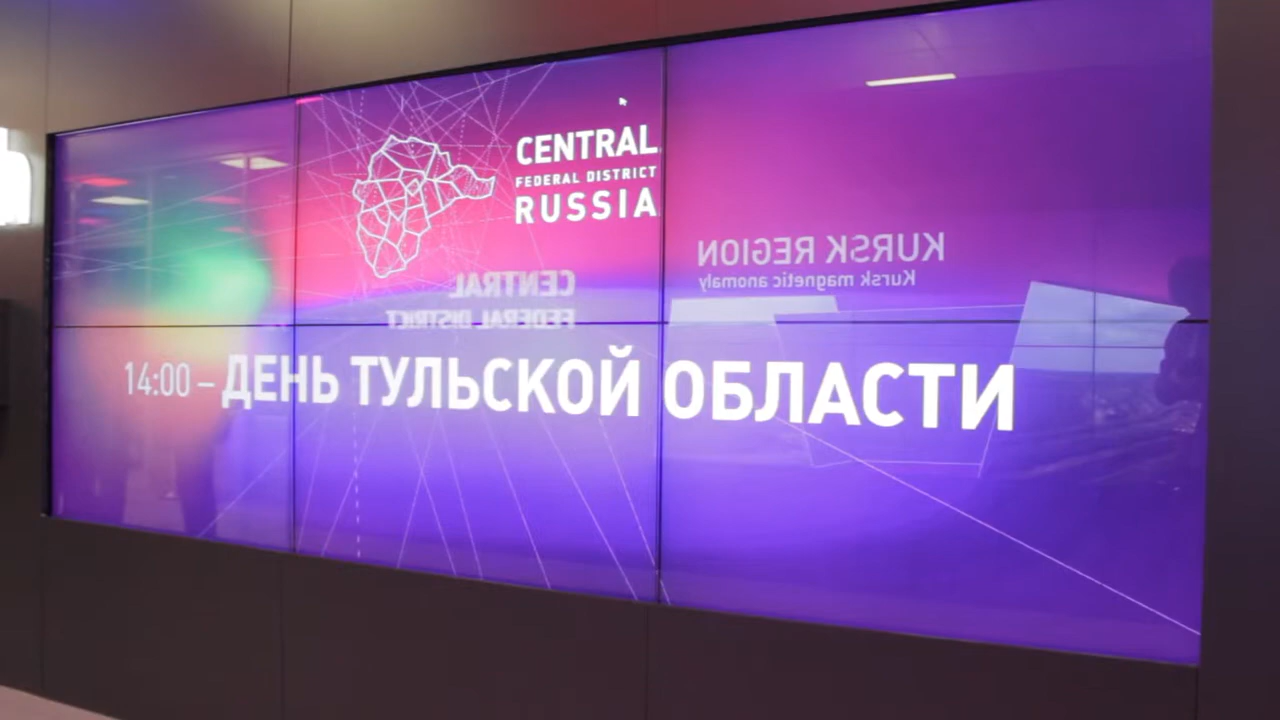 CENTRAL
FEDERAL DISTRICT
RUSSIA
KURSK REGION
Kursk magnetic anomaly
CENTRAL
FEDERAL DISTRICT
14:00 – ДЕНЬ ТУЛЬСКОЙ ОБЛАСТИ